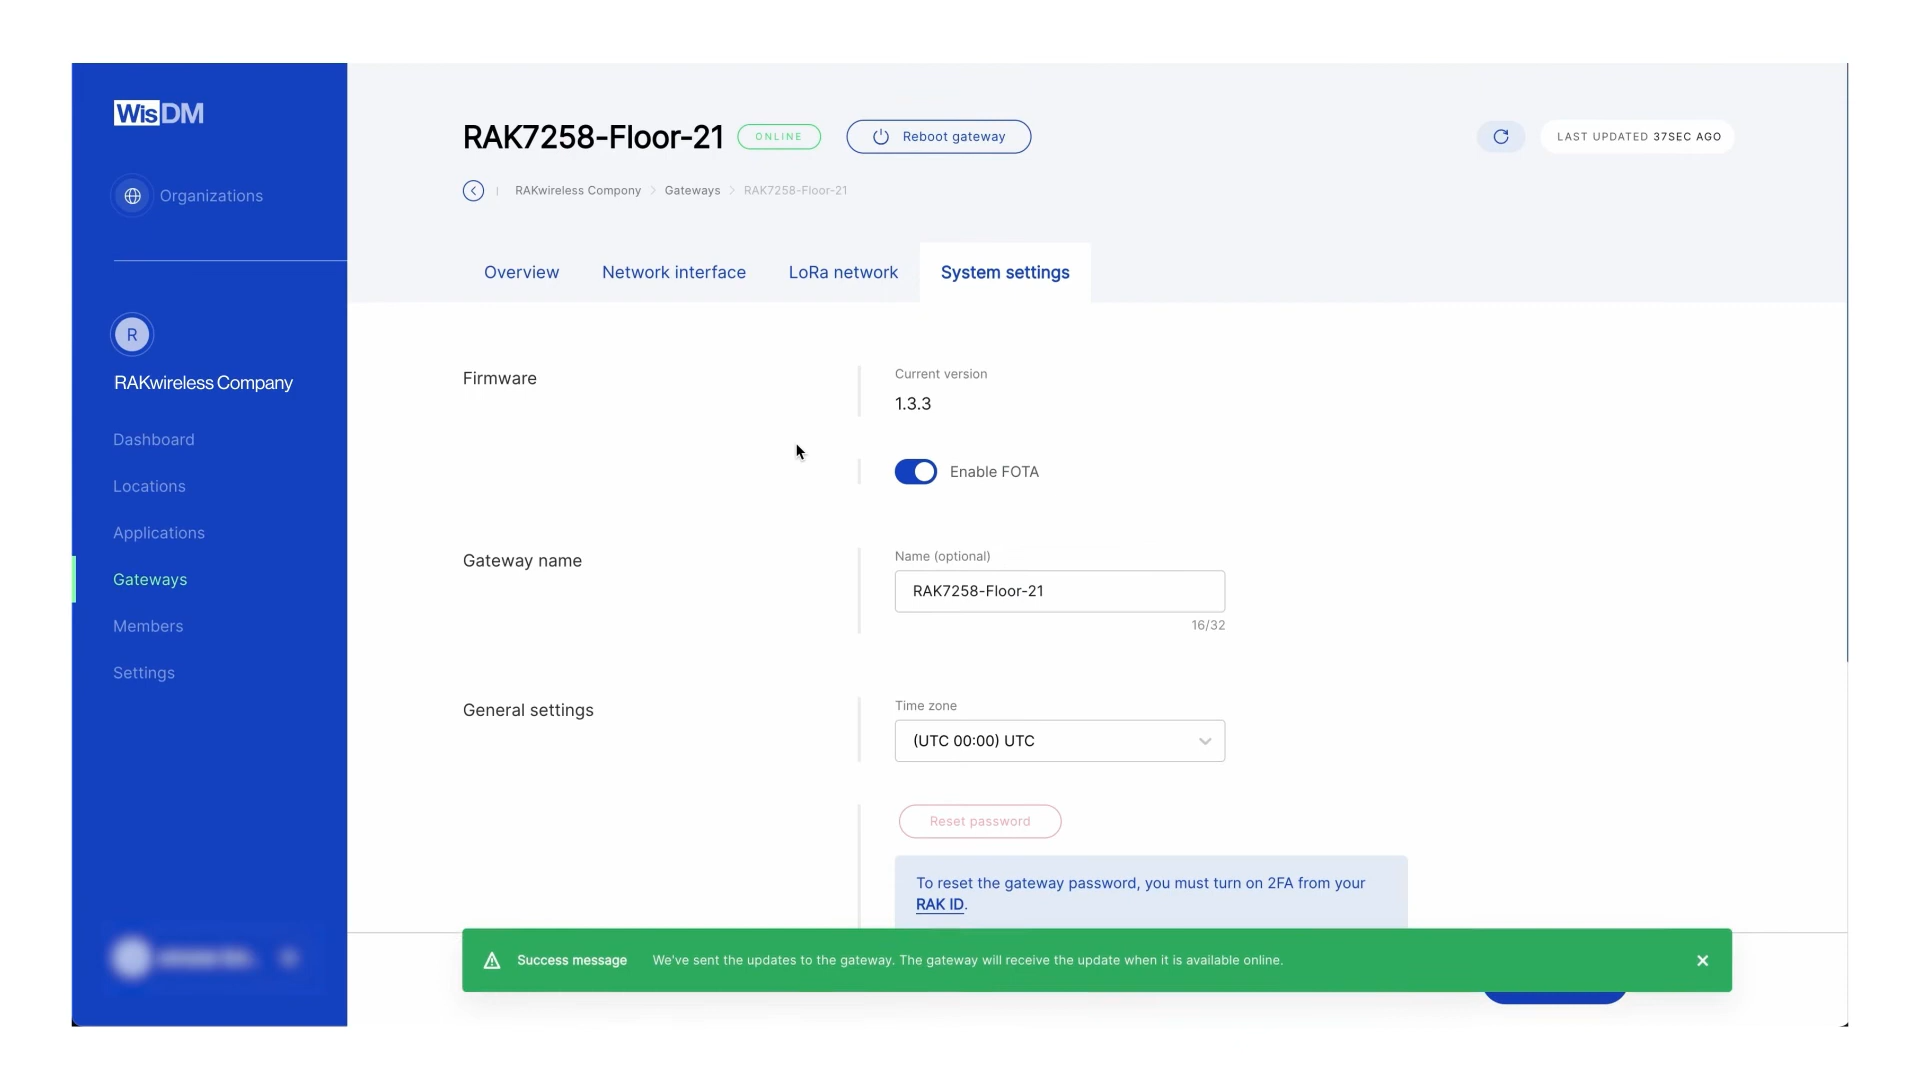 WisDM
Organizations
R
RAKwireless Company
Dashboard
Locations
Applications
Gateways
Members
Settings
RAK7258-Floor-21
ONLINE
Reboot gateway
LAST UPDATED 37SEC AGO
RAKwireless Compony > Gateways > RAK7258-Floor-21
Overview
Network interface
LoRa network
System settings
Firmware
Current version
1.3.3
Enable FOTA
Gateway name
Name (optional)
RAK7258-Floor-21
16/32
General settings
Time zone
(UTC 00:00) UTC
Reset password
To reset the gateway password, you must turn on 2FA from your
RAK ID.
Success message We've sent the updates to the gateway. The gateway will receive the update when it is available online.